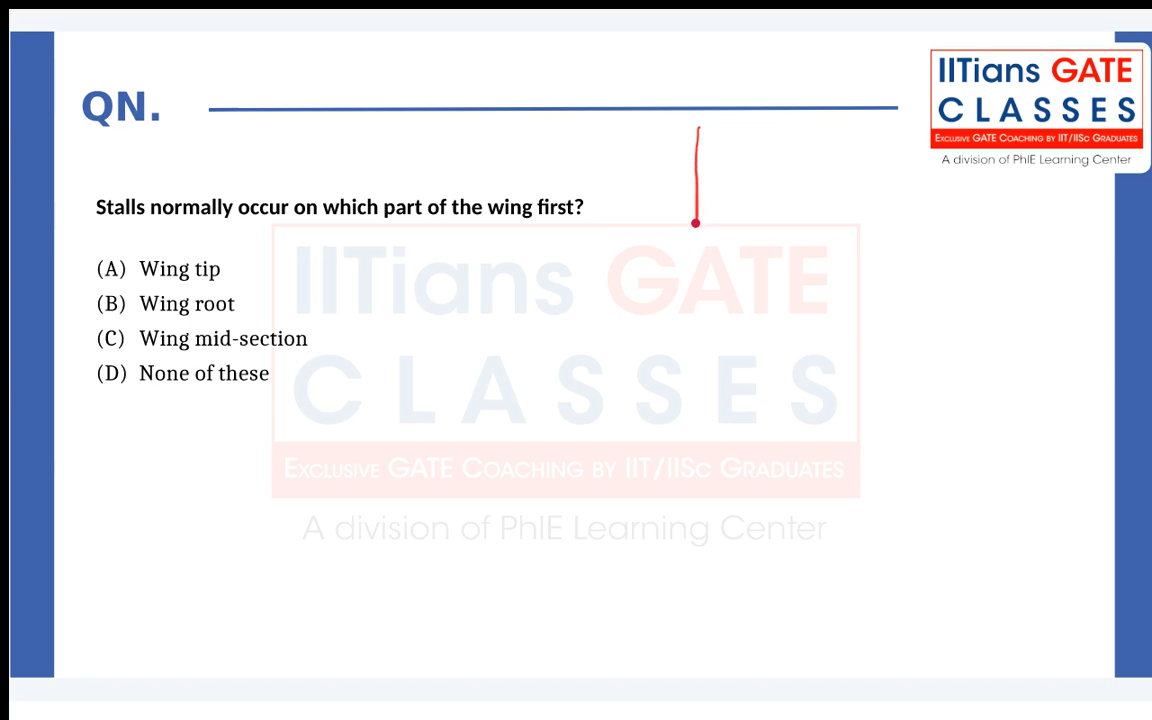 IITians GATE
CLASSES
EXCLUSIVE GATE COACHING BY IIT/IISC GRADUATES
A division of PhIE Learning Center
QN.
Stalls normally occur on which part of the wing first?
(A) Wing tip
(B) Wing root
(C) Wing mid-section
(D) None of these
IITians GATE
CLASSES
EXCLUSIVE GATE COACHING BY IIT/IISC GRADUATES
A division of PhIE Learning Center